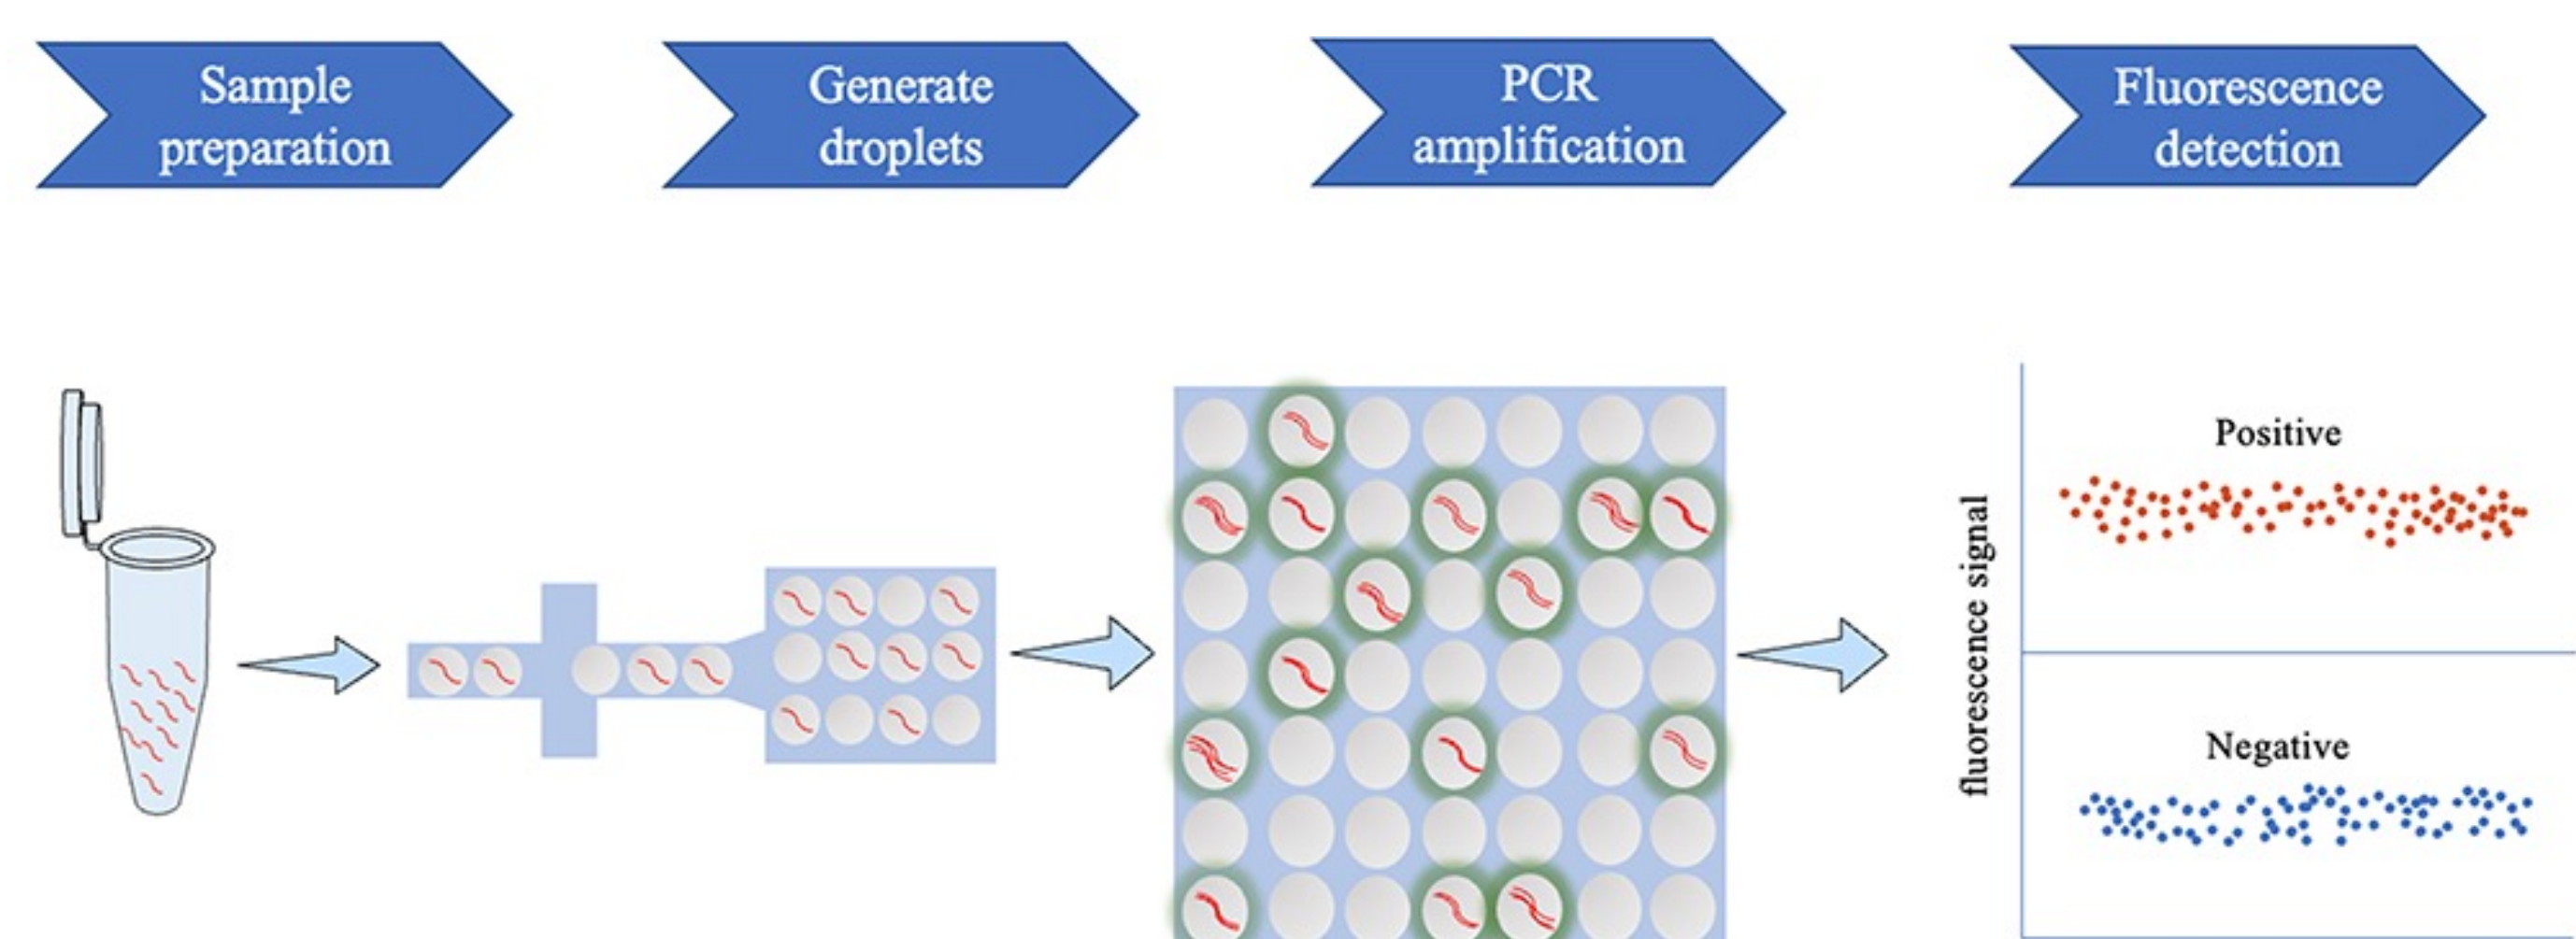 Sample
preparation
Generate
droplets
PCR
amplification
Fluorescence
detection
fluorescence signal
Positive
Negative